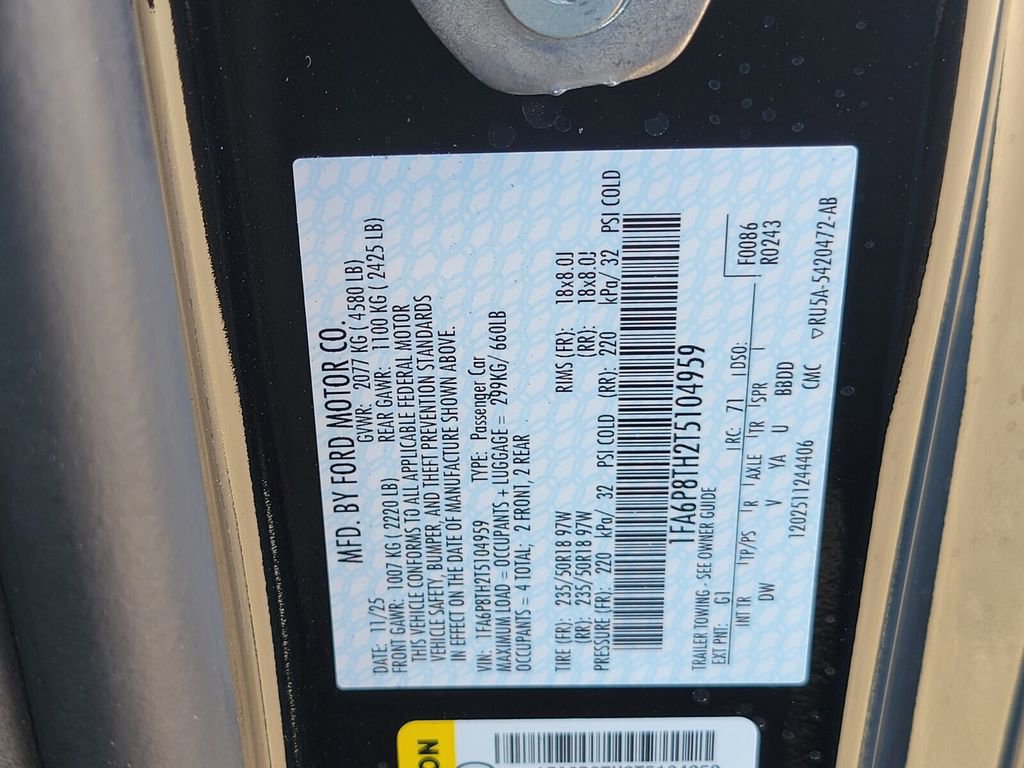 MFD. BY FORD MOTOR CO.
DATE: 11/25 GVWR: 2077 KG ( 4580 LB)
FRONT GAWR: 1007 KG ( 2220 LB) REAR GAWR: 1100 KG ( 2425 LB)
THIS VEHICLE CONFORMS TO ALL APPLICABLE FEDERAL MOTOR
VEHICLE SAFETY, BUMPER, AND THEFT PREVENTION STANDARDS
IN EFFECT ON THE DATE OF MANUFACTURE SHOWN ABOVE.
VIN: 1FA6P8TH2T5104959 TYPE: Passenger Car
MAXIMUM LOAD = OCCUPANTS + LUGGAGE = 299KG/ 660LB
OCCUPANTS = 4 TOTAL, 2 FRONT, 2 REAR
TIRE (FR): 235/50R18 97W RIMS (FR): 18x8.0J
(RR): 235/50R18 97W (RR): 18x8.0J
PRESSURE (FR): 220 kPa/ 32 PSI COLD (RR): 220 kPa/ 32 PSI COLD
1FA6P8TH2T5104959
TRAILER TOWING - SEE OWNER GUIDE F0086
EXT PNT: G1 RC: 71 DSO: R0243
INT TR TP/PS R AXLE TR SPR
DW V YA U BBDD
1202511244406 CMC ▽RU5A-5420472-AB